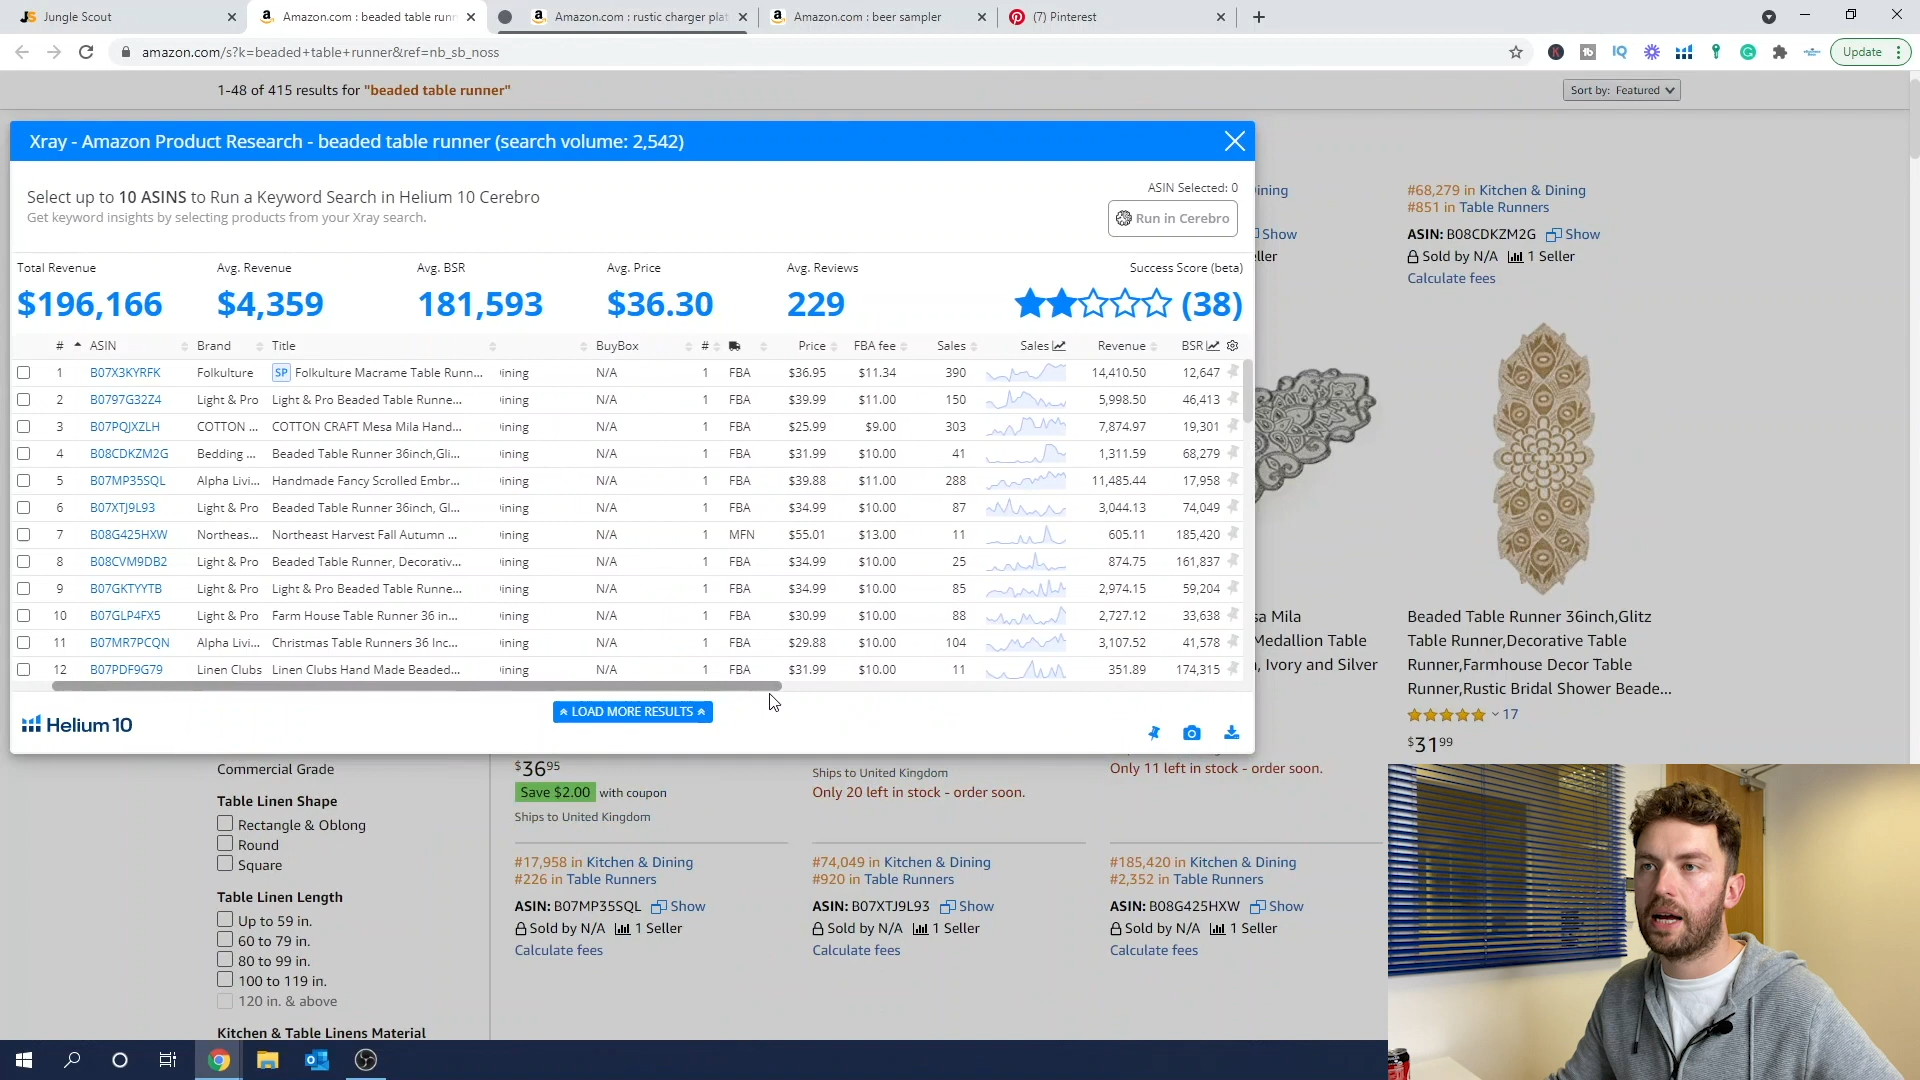 Jungle Scout
Amazon.com : beaded table runn
Amazon.com : rustic charger plat
Amazon.com : beer sampler
(7) Pinterest
amazon.com/s?k=beaded+table+runner&ref=nb_sb_noss
Update
1-48 of 415 results for "beaded table runner"
Sort by: Featured
Xray - Amazon Product Research - beaded table runner (search volume: 2,542)
Select up to 10 ASINS to Run a Keyword Search in Helium 10 Cerebro
Get keyword insights by selecting products from your Xray search.
ASIN Selected: 0
Run in Cerebro
Total Revenue Avg. Revenue Avg. BSR Avg. Price Avg. Reviews Success Score (beta)
$196,166 $4,359 181,593 $36.30 229 (38)
# ASIN Brand Title BuyBox # Price FBA fee Sales Sales Revenue BSR
1 B07X3KYRFK Folkulture SP Folkulture Macrame Table Runn... ining N/A 1 FBA $36.95 $11.34 390 14,410.50 12,647
2 B0797G32Z4 Light & Pro Light & Pro Beaded Table Runne... ining N/A 1 FBA $39.99 $11.00 150 5,998.50 46,413
3 B07PQJXZLH COTTON ... COTTON CRAFT Mesa Mila Hand... ining N/A 1 FBA $25.99 $9.00 303 7,874.97 19,301
4 B08CDKZM2G Bedding ... Beaded Table Runner 36inch,Gli... ining N/A 1 FBA $31.99 $10.00 41 1,311.59 68,279
5 B07MP35SQL Alpha Livi... Handmade Fancy Scrolled Embr... ining N/A 1 FBA $39.88 $11.00 288 11,485.44 17,958
6 B07XTJ9L93 Light & Pro Beaded Table Runner 36inch, Gl... ining N/A 1 FBA $34.99 $10.00 87 3,044.13 74,049
7 B08G425HXW Northeas... Northeast Harvest Fall Autumn ... ining N/A 1 MFN $55.01 $13.00 11 605.11 185,420
8 B08CVM9DB2 Light & Pro Beaded Table Runner, Decorativ... ining N/A 1 FBA $34.99 $10.00 25 874.75 161,837
9 B07GKTYYTB Light & Pro Light & Pro Beaded Table Runne... ining N/A 1 FBA $34.99 $10.00 85 2,974.15 59,204
10 B07GLP4FX5 Light & Pro Farm House Table Runner 36 in... ining N/A 1 FBA $30.99 $10.00 88 2,727.12 33,638
11 B07MR7PCQN Alpha Livi... Christmas Table Runners 36 Inc... ining N/A 1 FBA $29.88 $10.00 104 3,107.52 41,578
12 B07PDF9G79 Linen Clubs Linen Clubs Hand Made Beaded... ining N/A 1 FBA $31.99 $10.00 11 351.89 174,315
LOAD MORE RESULTS
Helium 10
ining
Show
ller
#68,279 in Kitchen & Dining
#851 in Table Runners
ASIN: B08CDKZM2G Show
Sold by N/A 1 Seller
Calculate fees
sa Mila
Medallion Table
, Ivory and Silver
Beaded Table Runner 36inch,Glitz
Table Runner,Decorative Table
Runner,Farmhouse Decor Table
Runner,Rustic Bridal Shower Beade...
17
$31 99
Commercial Grade
Table Linen Shape
Rectangle & Oblong
Round
Square
Table Linen Length
Up to 59 in.
60 to 79 in.
80 to 99 in.
100 to 119 in.
120 in. & above
Kitchen & Table Linens Material
$36 95
Save $2.00 with coupon
Ships to United Kingdom
Ships to United Kingdom
Only 20 left in stock - order soon.
Only 11 left in stock - order soon.
#17,958 in Kitchen & Dining
#226 in Table Runners
ASIN: B07MP35SQL Show
Sold by N/A 1 Seller
Calculate fees
#74,049 in Kitchen & Dining
#920 in Table Runners
ASIN: B07XTJ9L93 Show
Sold by N/A 1 Seller
Calculate fees
#185,420 in Kitchen & Dining
#2,352 in Table Runners
ASIN: B08G425HXW Show
Sold by N/A 1 Seller
Calculate fees